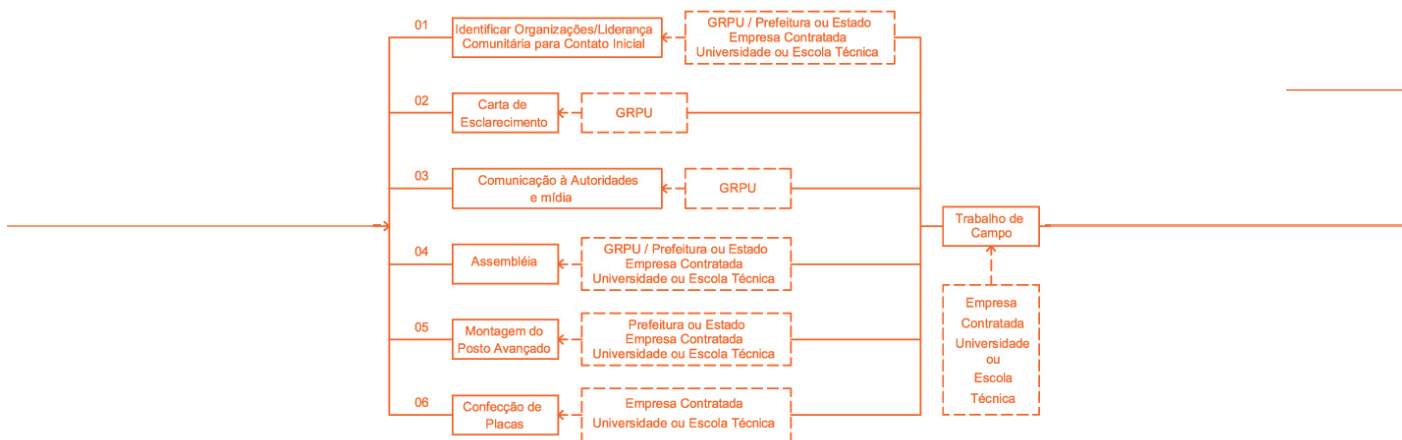 01
Identificar Organizações/Liderança
Comunitária para Contato Inicial
GRPU / Prefeitura ou Estado
Empresa Contratada
Universidade ou Escola Técnica
02
Carta de
Esclarecimento
GRPU
03
Comunicação à Autoridades
e mídia
GRPU
04
Assembléia
GRPU / Prefeitura ou Estado
Empresa Contratada
Universidade ou Escola Técnica
05
Montagem do
Posto Avançado
Prefeitura ou Estado
Empresa Contratada
Universidade ou Escola Técnica
06
Confecção de
Placas
Empresa Contratada
Universidade ou Escola Técnica
Trabalho de
Campo
Empresa
Contratada
Universidade
ou
Escola
Técnica